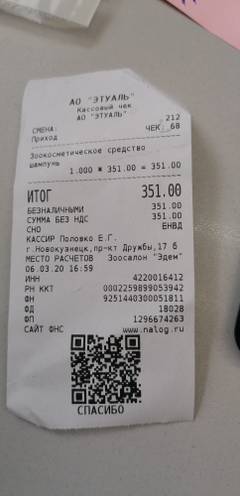 АО "ЭТУАЛЬ"
Кассовый чек
АО "ЭТУАЛЬ"
212
СМЕНА:
ЧЕК 68
Приход
Зоокосметическое средство
шампунь
1.000 * 351.00 = 351.00
ИТОГ 351.00
БЕЗНАЛИЧНЫМИ 351.00
СУММА БЕЗ НДС 351.00
СНО ЕНВД
КАССИР Половко Е.Г.
г.Новокузнецк,пр-кт Дружбы,17 б
МЕСТО РАСЧЕТОВ Зоосалон "Эдем"
06.03.20 16:59
ИНН 4220016412
РН ККТ 0002259899053942
ФН 9251440300051811
ФД 18028
ФП 1296674263
САЙТ ФНС www.nalog.ru
СПАСИБО